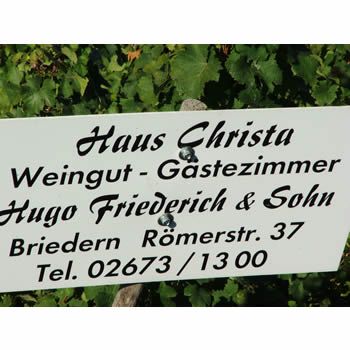 Haus Christa
Weingut - Gästezimmer
Hugo Friederich & Sohn
Briedern Römerstr. 37
Tel. 02673 / 13 00